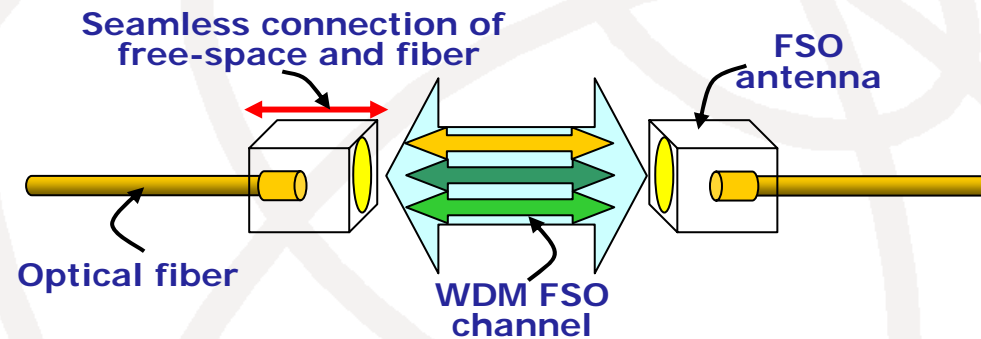 Seamless connection of
free-space and fiber
FSO
antenna
Optical fiber
WDM FSO
channel